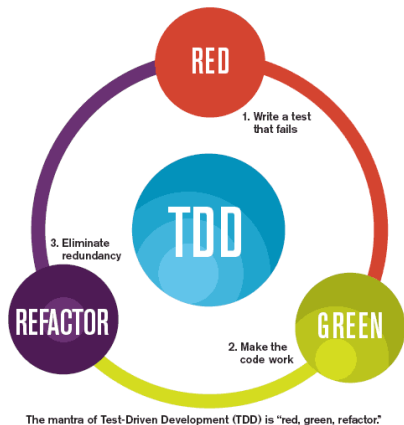 RED
1. Write a test
that fails
TDD
3. Eliminate
redundancy
REFACTOR
GREEN
2. Make the
code work
The mantra of Test-Driven Development (TDD) is “red, green, refactor.”